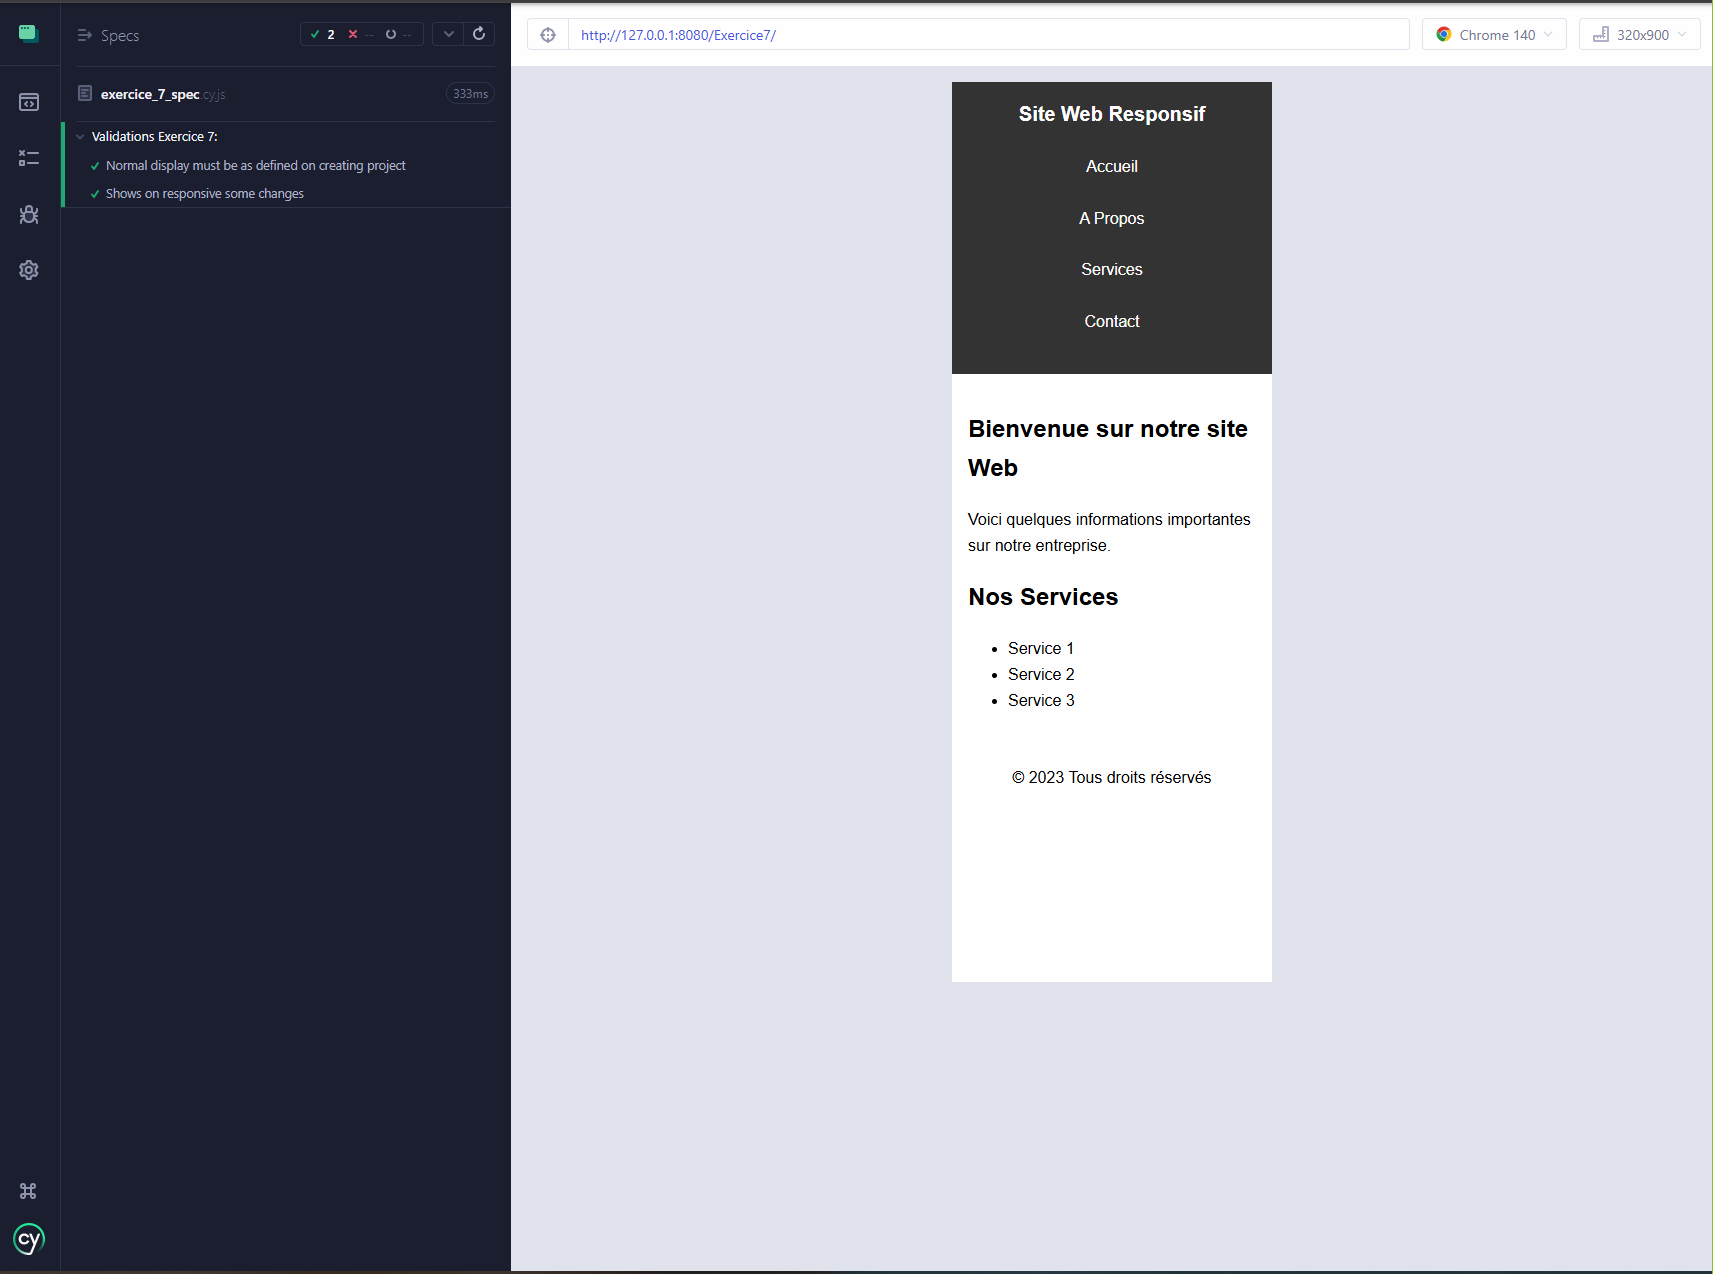 Specs
2 -- --
exercice_7_spec.cy.js
333ms
Validations Exercice 7:
Normal display must be as defined on creating project
Shows on responsive some changes
cy
http://127.0.0.1:8080/Exercice7/
Chrome 140
320x900
Site Web Responsif
Accueil
A Propos
Services
Contact
Bienvenue sur notre site
Web
Voici quelques informations importantes
sur notre entreprise.
Nos Services
Service 1
Service 2
Service 3
© 2023 Tous droits réservés